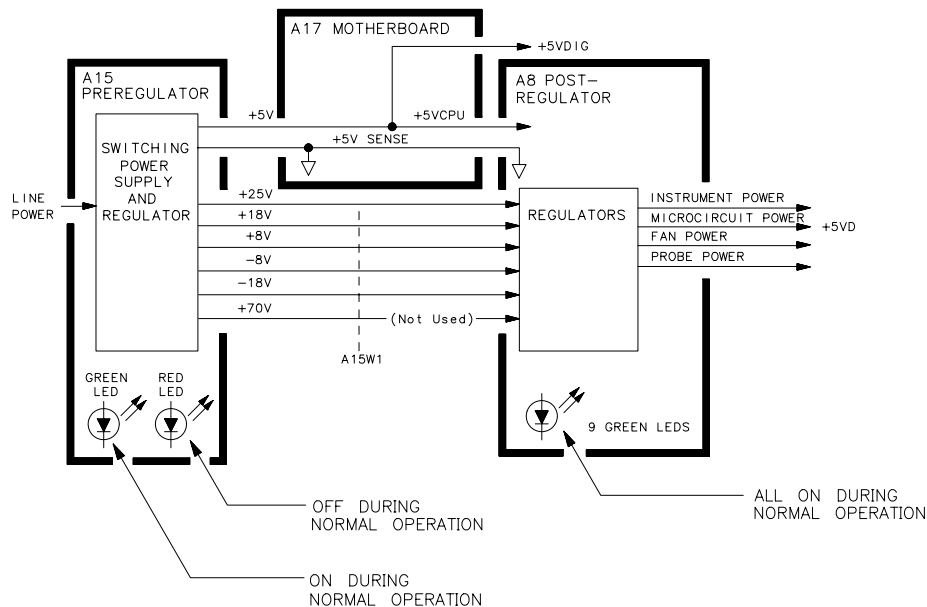 A17 MOTHERBOARD
+5VDIG
A15
PREREGULATOR
A8 POST–
REGULATOR
+5V
+5VCPU
+5V SENSE
SWITCHING
POWER
SUPPLY
AND
REGULATOR
LINE
POWER
+25V
+18V
+8V
–8V
–18V
+70V
(Not Used)
A15W1
REGULATORS
INSTRUMENT POWER
MICROCIRCUIT POWER
+5VD
FAN POWER
PROBE POWER
GREEN
LED
RED
LED
9 GREEN LEDS
OFF DURING
NORMAL OPERATION
ALL ON DURING
NORMAL OPERATION
ON DURING
NORMAL OPERATION